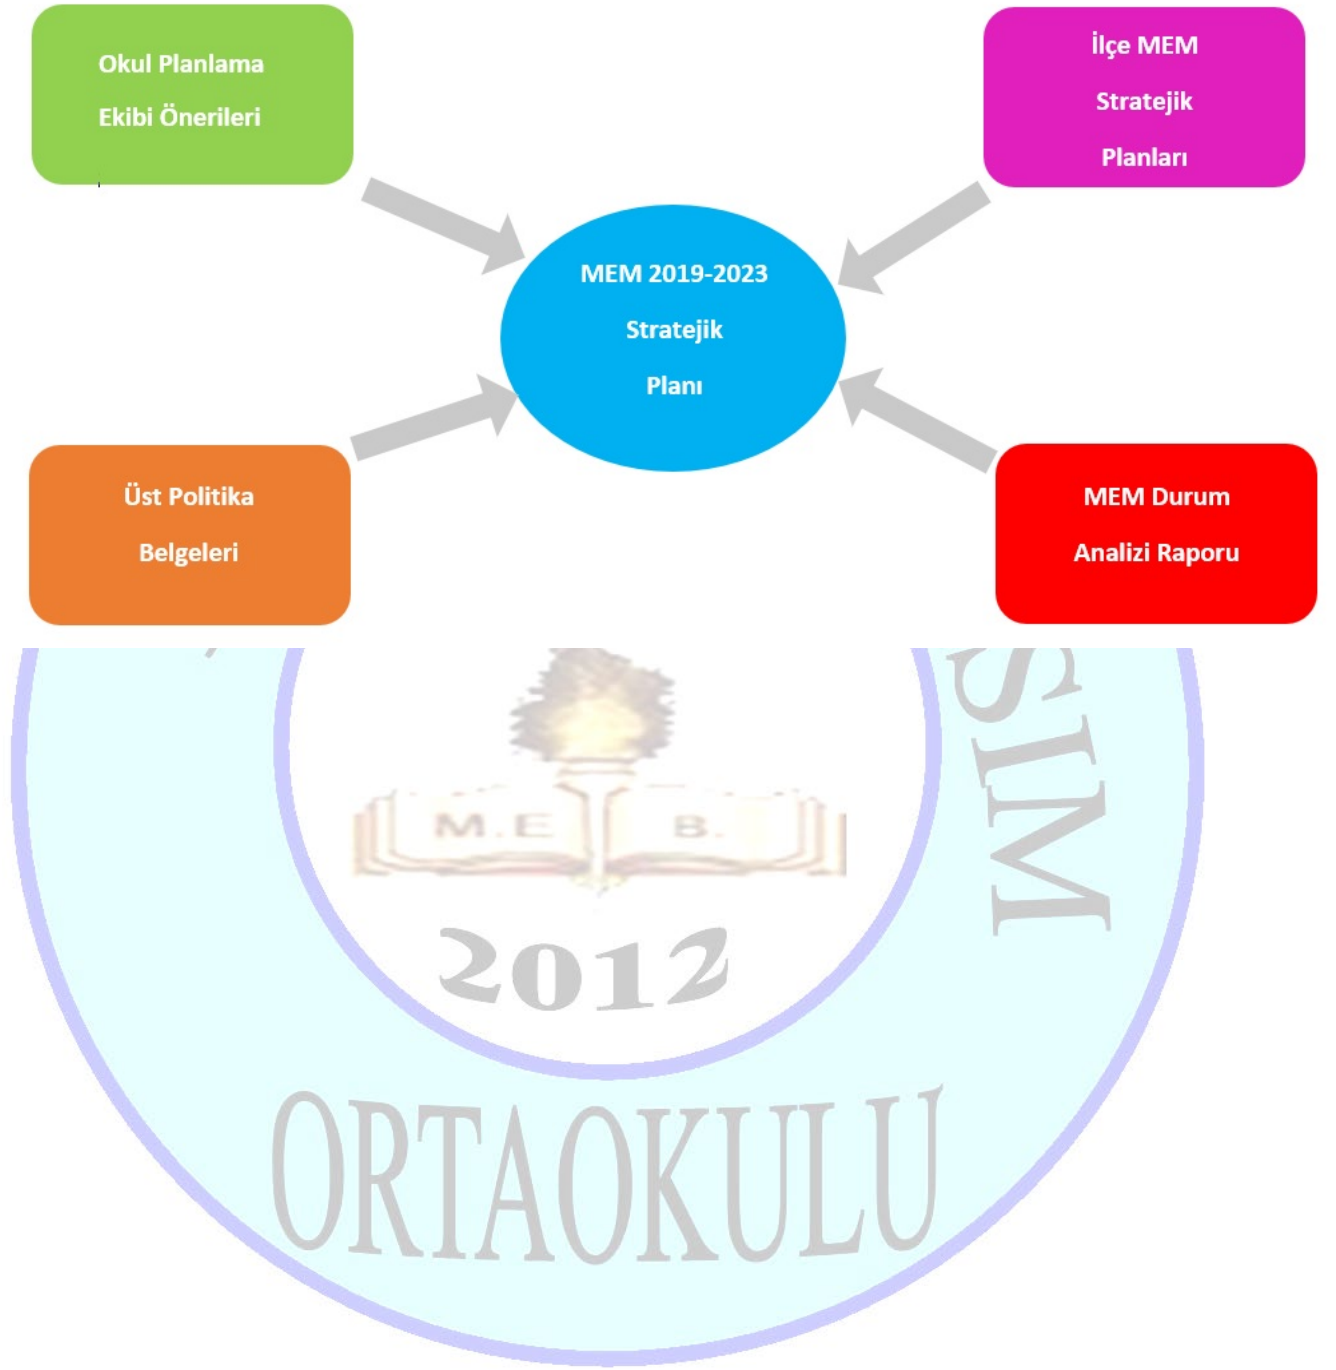 Okul Planlama
Ekibi Önerileri
İlçe MEM
Stratejik
Planları
MEM 2019-2023
Stratejik
Planı
Üst Politika
Belgeleri
MEM Durum
Analizi Raporu
M.E B.
2012
ORTAOKULU